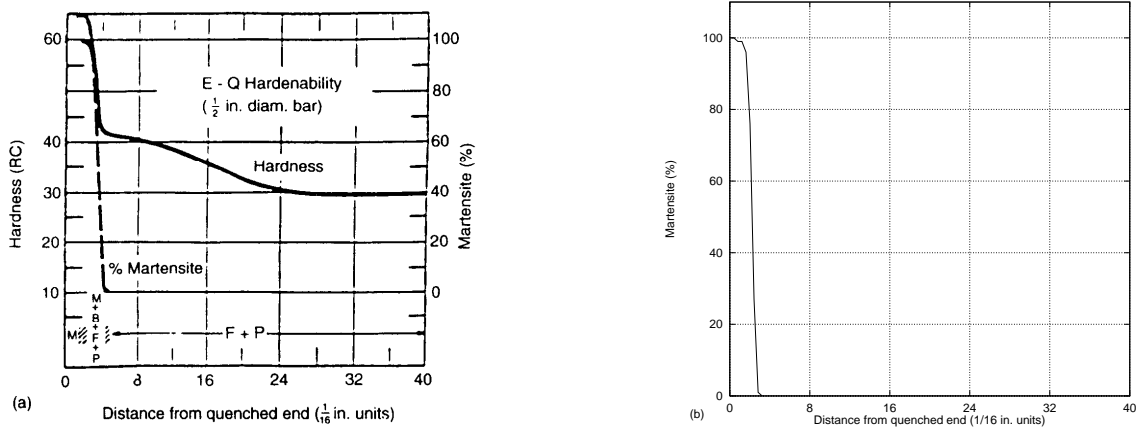 60
50
40
30
20
10
Hardness (RC)
E - Q Hardenability
( 1/2 in. diam. bar)
Hardness
% Martensite
100
80
60
40
20
0
Martensite (%)
M
+
B
+
F
+
P
M
F + P
0
8
16
24
32
40
(a)
Distance from quenched end ( 1/16 in. units)
100
80
60
40
20
0
Martensite (%)
0
8
16
24
32
40
(b)
Distance from quenched end (1/16 in. units)